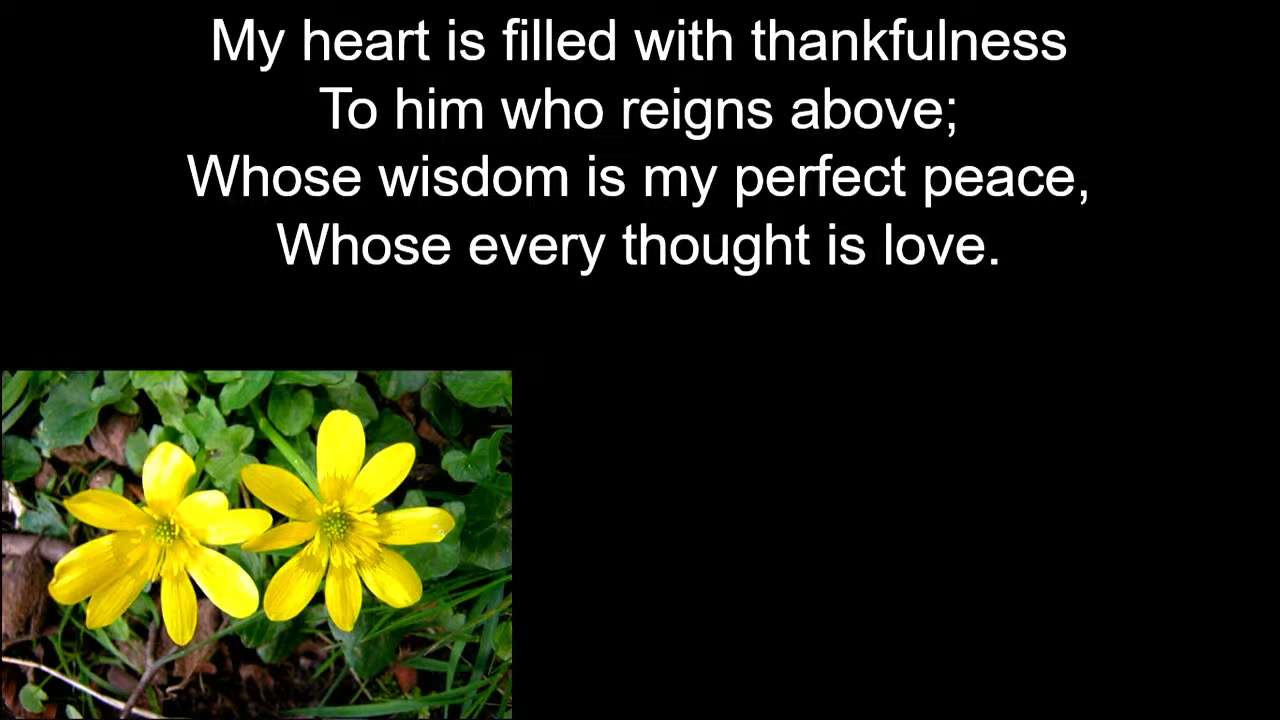 My heart is filled with thankfulness
To him who reigns above;
Whose wisdom is my perfect peace,
Whose every thought is love.